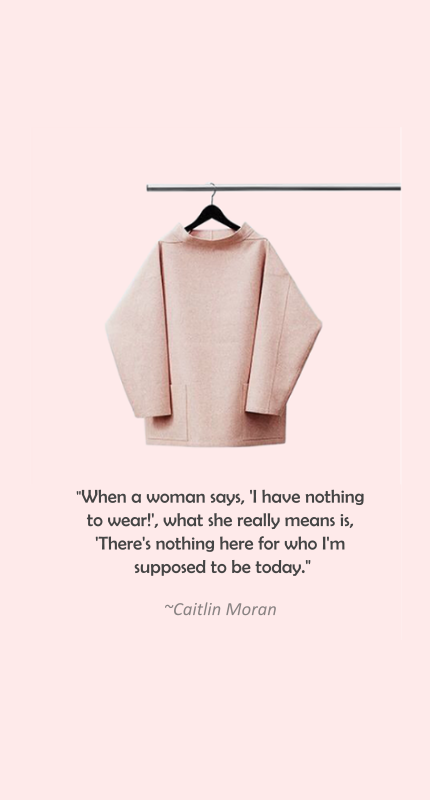 "When a woman says, 'I have nothing
to wear!', what she really means is,
'There's nothing here for who I'm
supposed to be today."
~Caitlin Moran